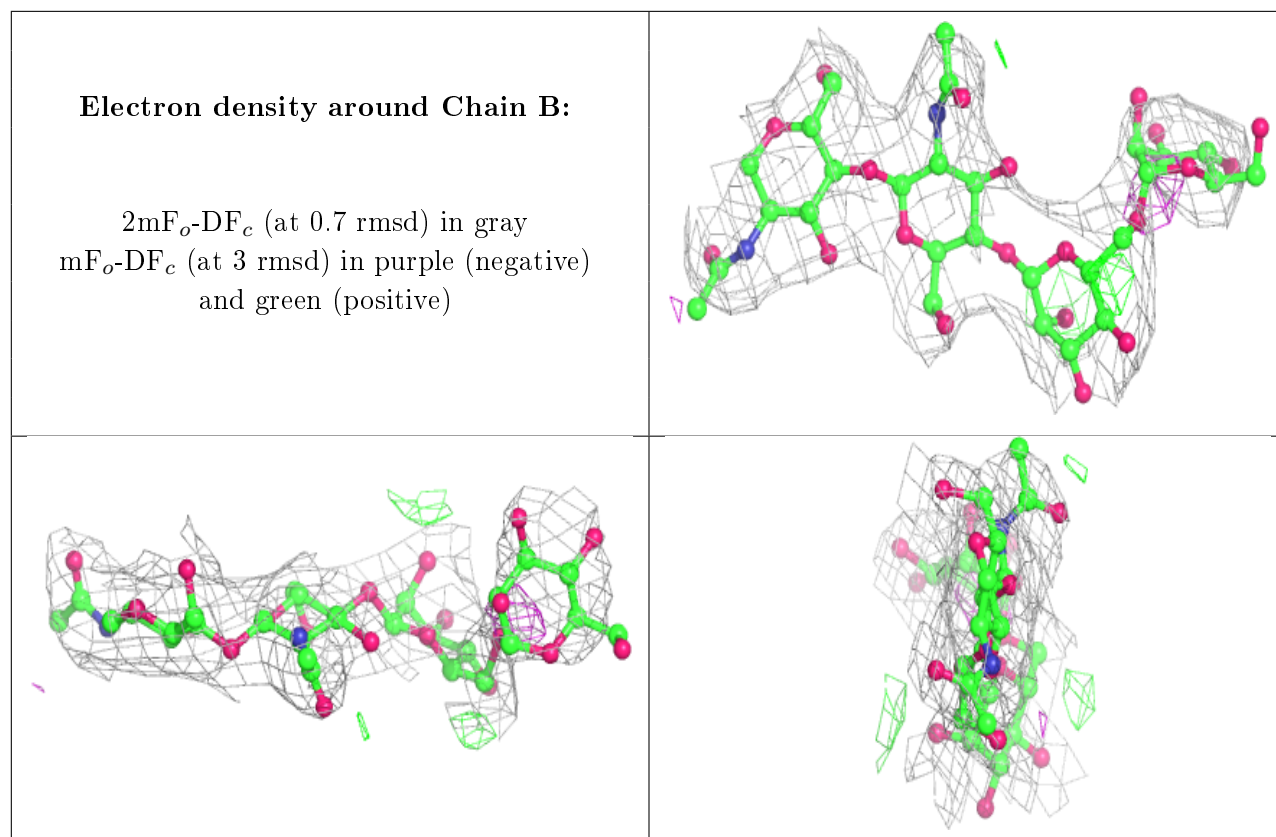 Electron density around Chain B:
2mFₒ-DF𝒸 (at 0.7 rmsd) in gray
mFₒ-DF𝒸 (at 3 rmsd) in purple (negative)
and green (positive)